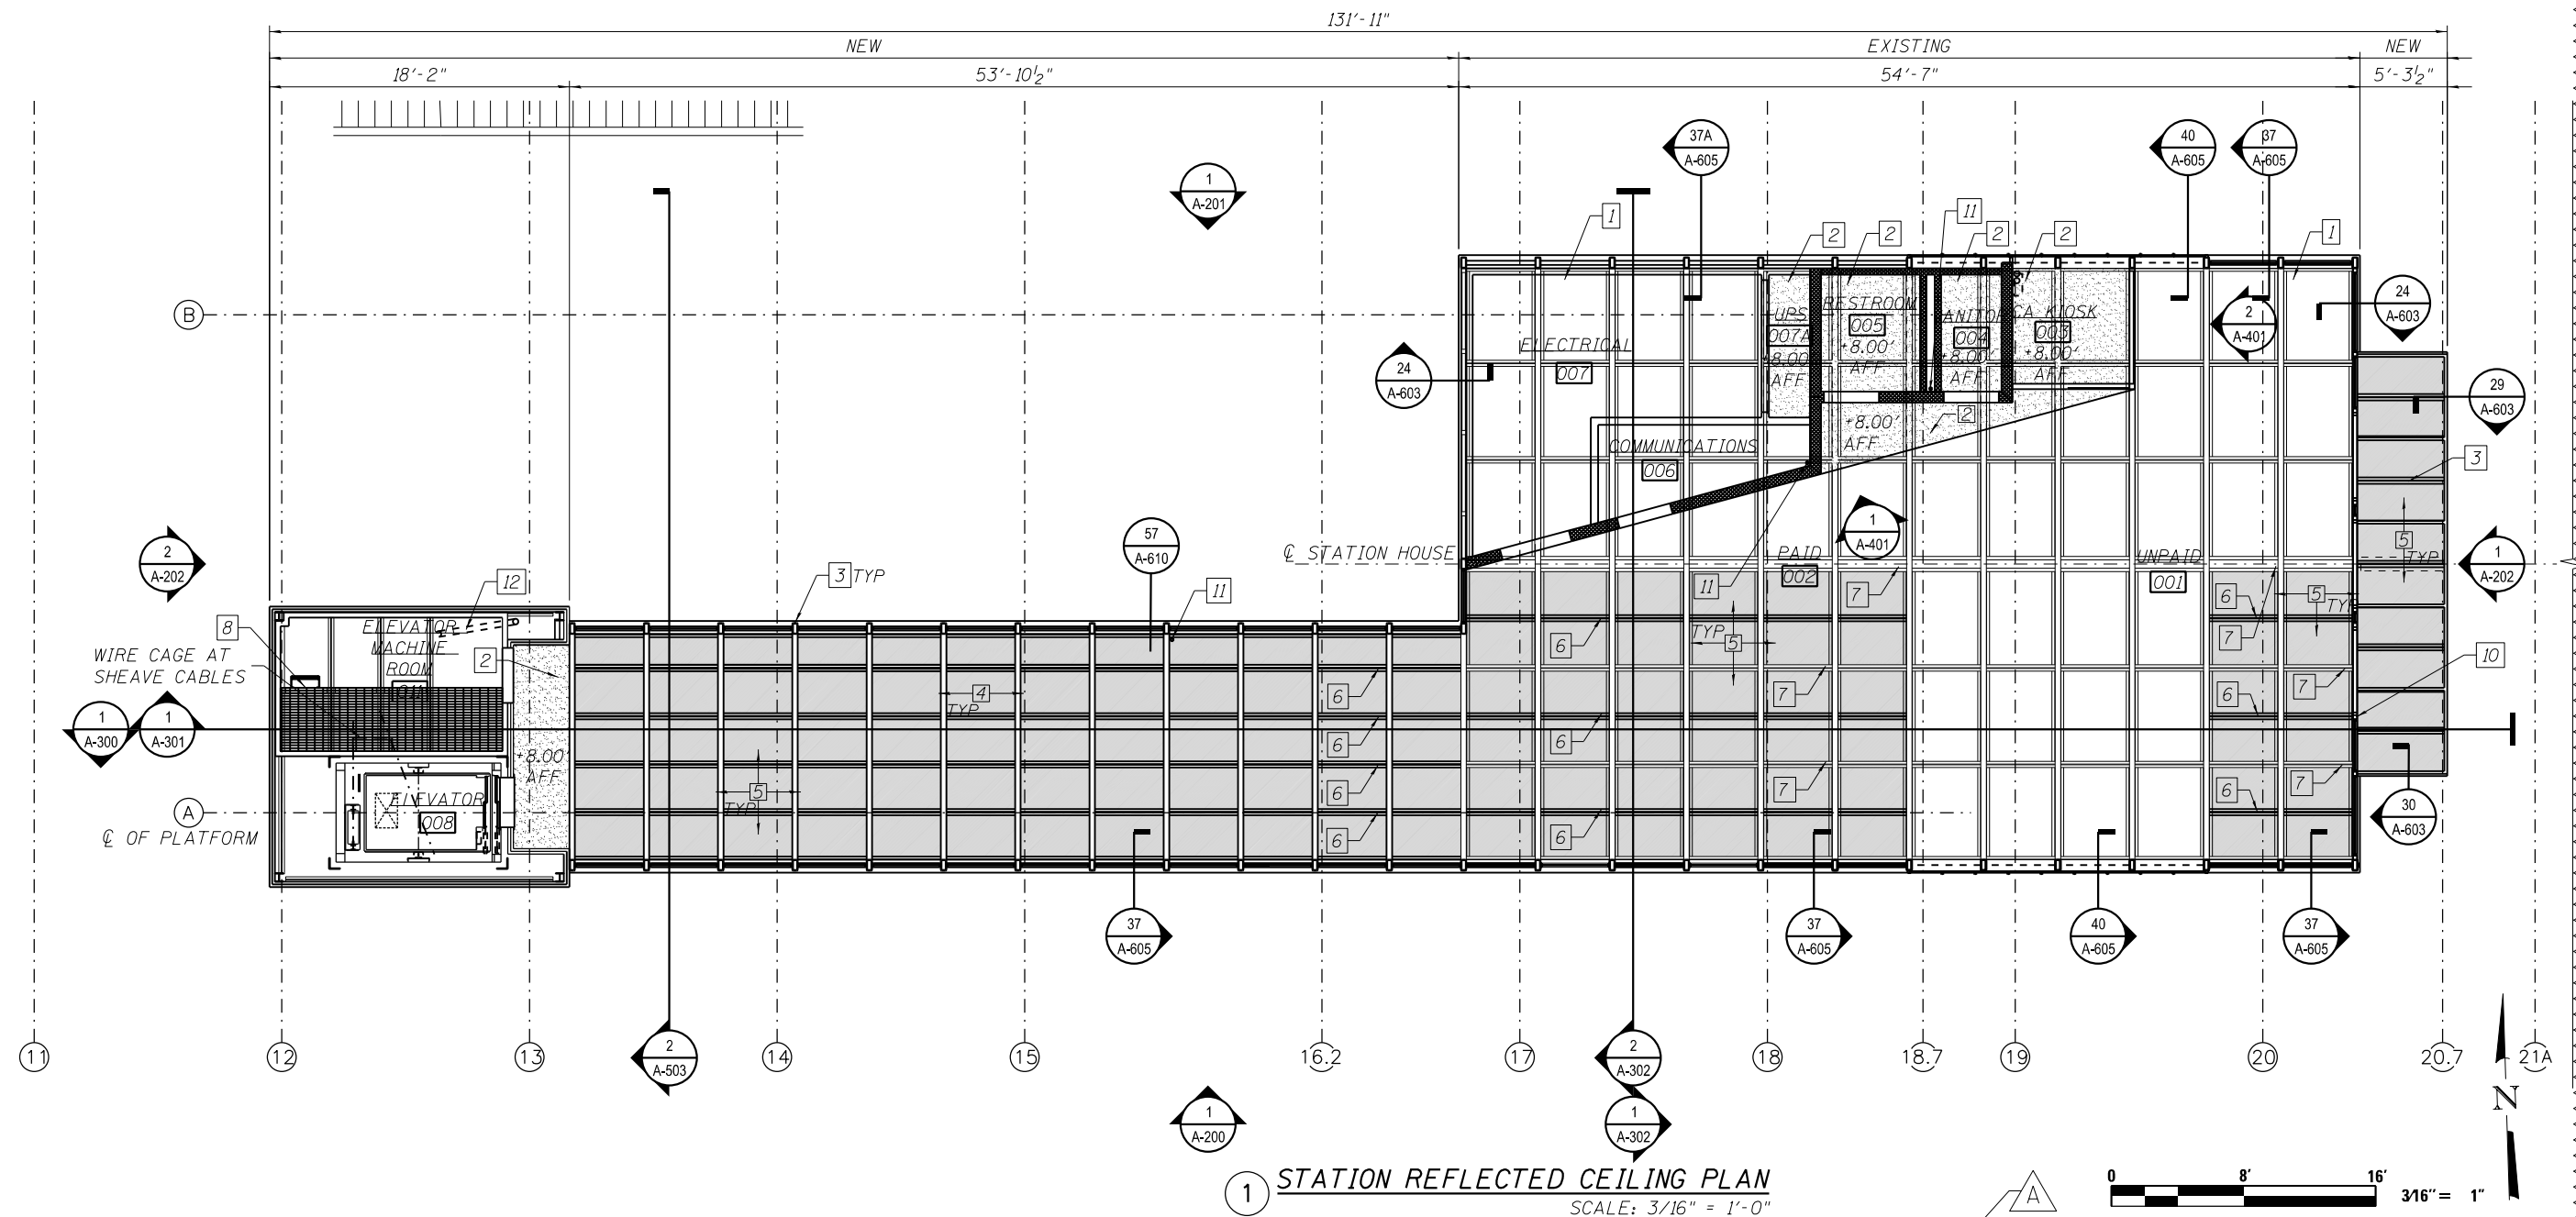 131'-11"
NEW
EXISTING
NEW
18'-2"
53'-10½"
54'-7"
5'-3½"
37A
A-605
40
A-605
37
A-605
1
A-201
1
11
2
2
2
2
1
24
A-603
2
A-401
B
UPS
007A
+8.00'
AFF
RESTROOM
005
+8.00'
AFF
JANITOR
004
+8.00'
AFF
CA KIOSK
003
+8.00'
AFF
ELECTRICAL
007
24
A-603
29
A-603
+8.00'
AFF
2
COMMUNICATIONS
006
3
1
A-401
57
A-610
2
A-202
℄ STATION HOUSE
PAID
002
UNPAID
001
5
TYP
1
A-202
12
3 TYP
11
11
7
6
5
TYP
7
8
ELEVATOR
MACHINE
ROOM
011
WIRE CAGE AT
SHEAVE CABLES
2
6
TYP
5
10
4
TYP
6
7
6
7
1
A-300
1
A-301
6
6
+8.00'
AFF
5
TYP
6
7
6
7
A
ELEVATOR
008
℄ OF PLATFORM
6
6
30
A-603
37
A-605
37
A-605
40
A-605
37
A-605
11
12
13
2
A-503
14
15
16.2
17
2
A-302
18
18.7
19
20
20.7
21A
1
A-200
1
A-302
N
1 STATION REFLECTED CEILING PLAN
SCALE: 3/16" = 1'-0"
A
0 8' 16'
3/16" = 1"